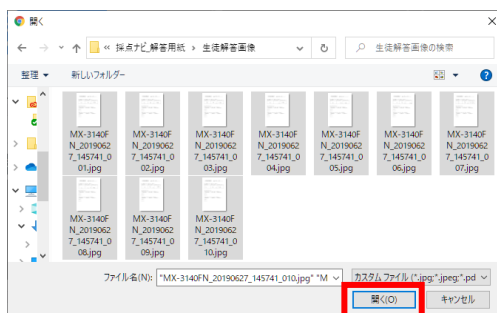 開く
« 採点ナビ_解答用紙 › 生徒解答画像
生徒解答画像の検索
整理
新しいフォルダー
MX-3140F
N_2019062
7_145741_0
01.jpg
MX-3140F
N_2019062
7_145741_0
02.jpg
MX-3140F
N_2019062
7_145741_0
03.jpg
MX-3140F
N_2019062
7_145741_0
04.jpg
MX-3140F
N_2019062
7_145741_0
05.jpg
MX-3140F
N_2019062
7_145741_0
06.jpg
MX-3140F
N_2019062
7_145741_0
07.jpg
MX-3140F
N_2019062
7_145741_0
08.jpg
MX-3140F
N_2019062
7_145741_0
09.jpg
MX-3140F
N_2019062
7_145741_0
10.jpg
ファイル名(N):
"MX-3140FN_20190627_145741_010.jpg" "M
カスタム ファイル (*.jpg;*.jpeg;*.pd
開く(O)
キャンセル